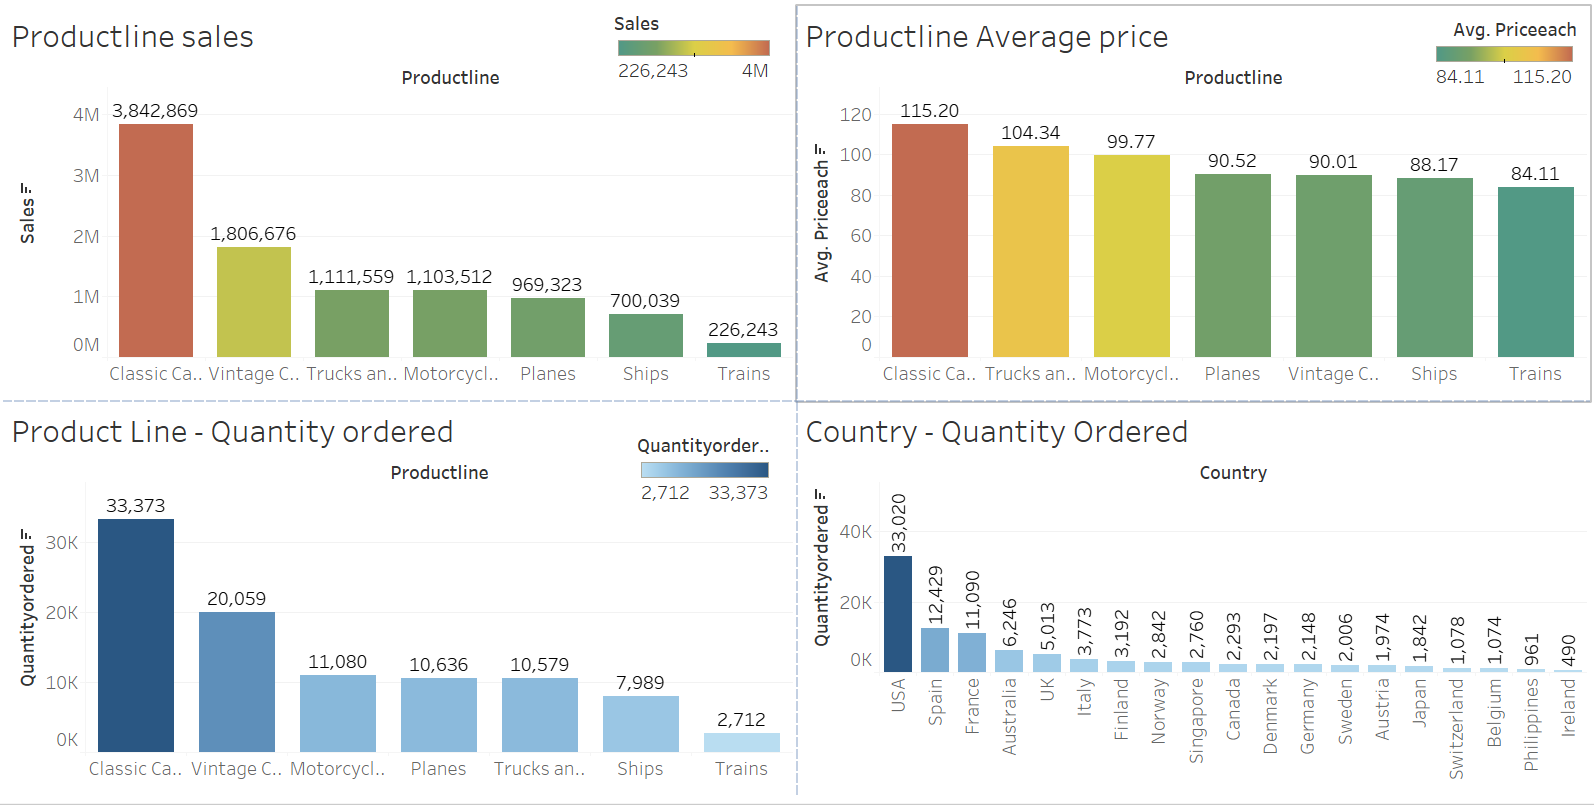 Productline sales
Sales
226,243 4M
Productline
Sales
4M
3M
2M
1M
0M
3,842,869
1,806,676
1,111,559
1,103,512
969,323
700,039
226,243
Classic Ca.. Vintage C.. Trucks an.. Motorcycl.. Planes Ships Trains
Productline Average price
Avg. Priceeach
84.11 115.20
Productline
Avg. Priceeach
120
100
80
60
40
20
0
115.20
104.34
99.77
90.52
90.01
88.17
84.11
Classic Ca.. Trucks an.. Motorcycl.. Planes Vintage C.. Ships Trains
Product Line - Quantity ordered
Quantityorder..
2,712 33,373
Productline
Quantityordered
30K
20K
10K
0K
33,373
20,059
11,080
10,636
10,579
7,989
2,712
Classic Ca.. Vintage C.. Motorcycl.. Planes Trucks an.. Ships Trains
Country - Quantity Ordered
Country
Quantityordered
40K
20K
0K
33,020
12,429
11,090
6,246
5,013
3,773
3,192
2,842
2,760
2,293
2,197
2,148
2,006
1,974
1,842
1,078
1,074
961
490
USA
Spain
France
Australia
UK
Italy
Finland
Norway
Singapore
Canada
Denmark
Germany
Sweden
Austria
Japan
Switzerland
Belgium
Philippines
Ireland